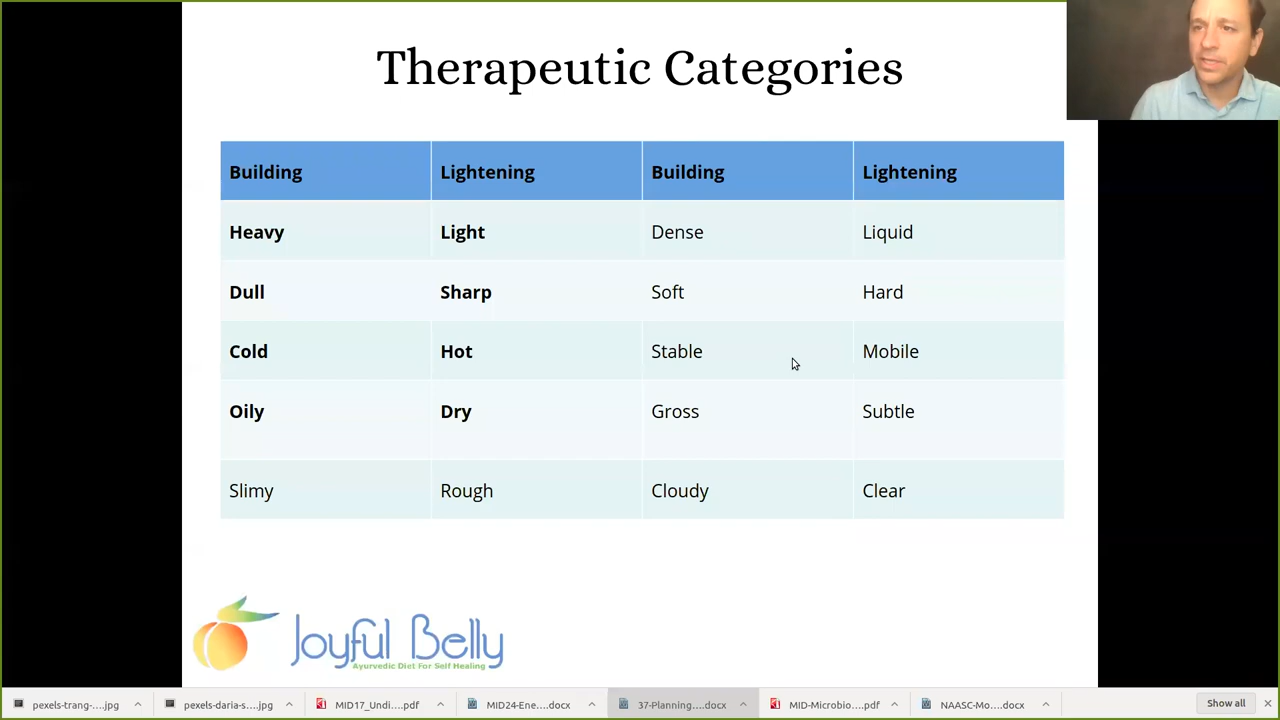 Therapeutic Categories
Building Lightening Building Lightening
Heavy Light Dense Liquid
Dull Sharp Soft Hard
Cold Hot Stable Mobile
Oily Dry Gross Subtle
Slimy Rough Cloudy Clear
Joyful Belly
Ayurvedic Diet For Self Healing
pexels-trang-....jpg pexels-daria-s....jpg MID17_Undi....pdf MID24-Ene....docx 37-Planning....docx MID-Microbio....pdf NAASC-Mo....docx Show all